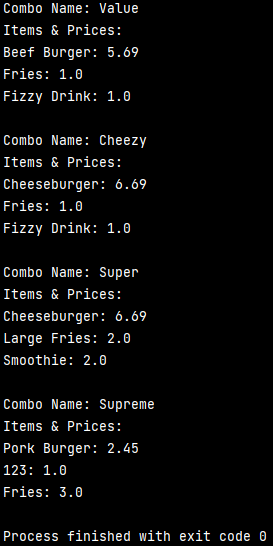 Combo Name: Value
Items & Prices:
Beef Burger: 5.69
Fries: 1.0
Fizzy Drink: 1.0

Combo Name: Cheezy
Items & Prices:
Cheeseburger: 6.69
Fries: 1.0
Fizzy Drink: 1.0

Combo Name: Super
Items & Prices:
Cheeseburger: 6.69
Large Fries: 2.0
Smoothie: 2.0

Combo Name: Supreme
Items & Prices:
Pork Burger: 2.45
123: 1.0
Fries: 3.0

Process finished with exit code 0